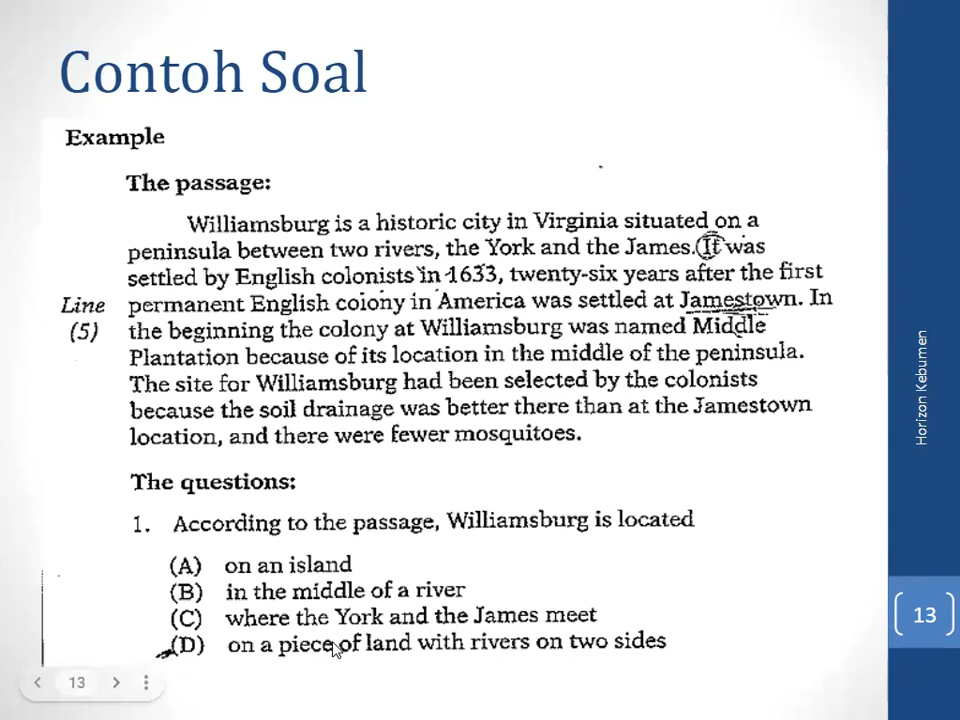 Contoh Soal
Example
The passage:
Williamsburg is a historic city in Virginia situated on a
peninsula between two rivers, the York and the James. It was
settled by English colonists in 1633, twenty-six years after the first
Line permanent English colony in America was settled at Jamestown. In
(5) the beginning the colony at Williamsburg was named Middle
Plantation because of its location in the middle of the peninsula.
The site for Williamsburg had been selected by the colonists
because the soil drainage was better there than at the Jamestown
location, and there were fewer mosquitoes.
The questions:
1. According to the passage, Williamsburg is located
(A) on an island
(B) in the middle of a river
(C) where the York and the James meet
(D) on a piece of land with rivers on two sides
Horizon Kebumen
13
13